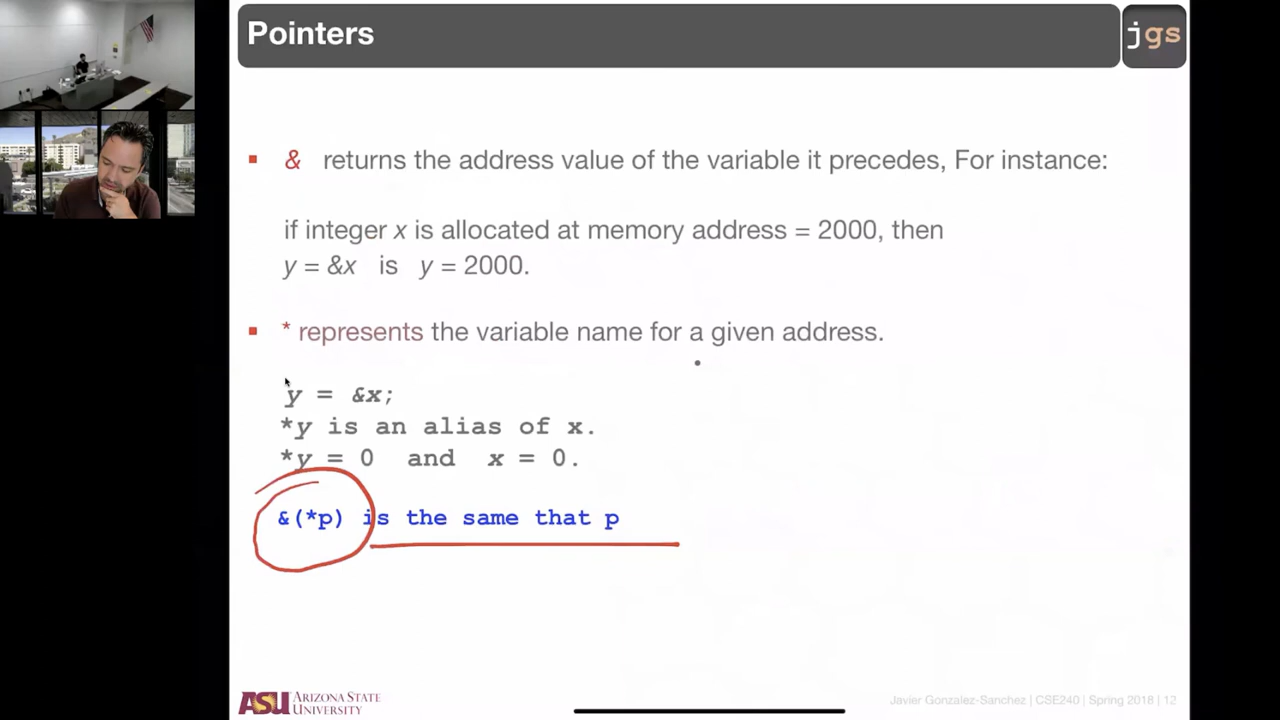 Pointers
jgs
& returns the address value of the variable it precedes, For instance:
if integer x is allocated at memory address = 2000, then
y = &x is y = 2000.
* represents the variable name for a given address.
y = &x;
*y is an alias of x.
*y = 0 and x = 0.
&(*p) is the same that p
ASU ARIZONA STATE
UNIVERSITY
Javier Gonzalez-Sanchez | CSE240 | Spring 2018 | 12